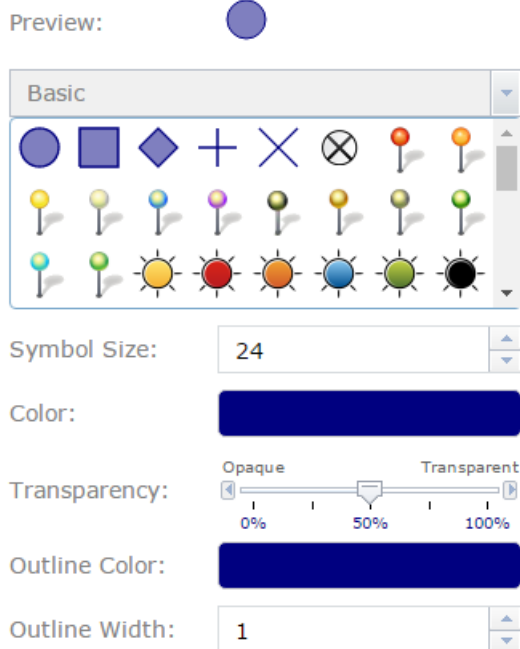 Preview:
Basic
Symbol Size:
24
Color:
Opaque
Transparent
Transparency:
0%
50%
100%
Outline Color:
Outline Width:
1